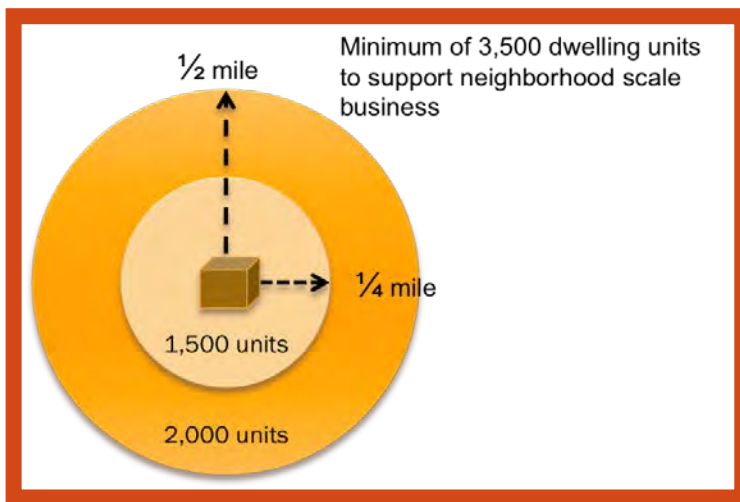 Minimum of 3,500 dwelling units
to support neighborhood scale
business
½ mile
¼ mile
1,500 units
2,000 units